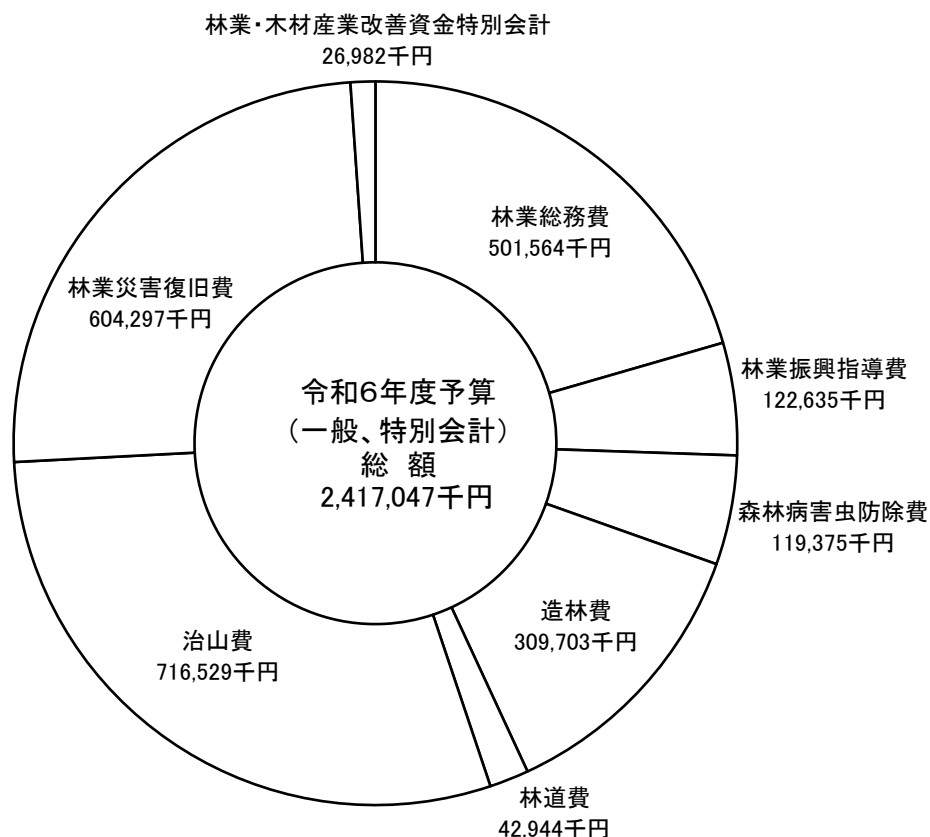 林業・木材産業改善資金特別会計
26,982千円
林業総務費
501,564千円
林業災害復旧費
604,297千円
林業振興指導費
122,635千円
令和6年度予算
（一般、特別会計）
総 額
2,417,047千円
森林病害虫防除費
119,375千円
造林費
309,703千円
治山費
716,529千円
林道費
42,944千円